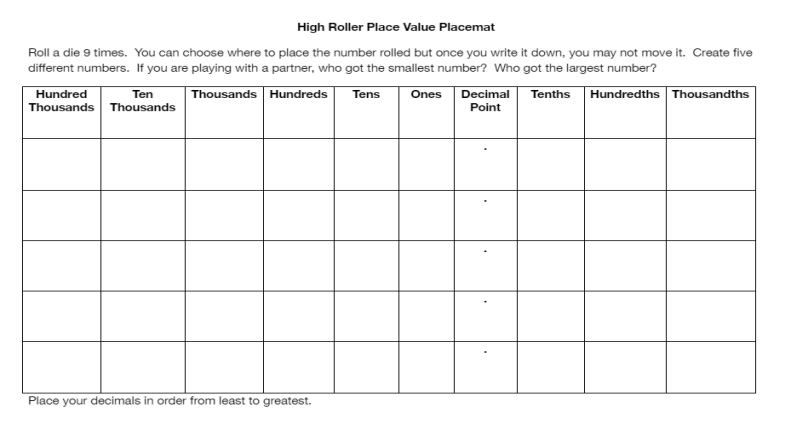 High Roller Place Value Placemat
Roll a die 9 times. You can choose where to place the number rolled but once you write it down, you may not move it. Create five
different numbers. If you are playing with a partner, who got the smallest number? Who got the largest number?
Hundred Thousands Ten Thousands Thousands Hundreds Tens Ones Decimal Point Tenths Hundredths Thousandths
.
.
.
.
.
Place your decimals in order from least to greatest.